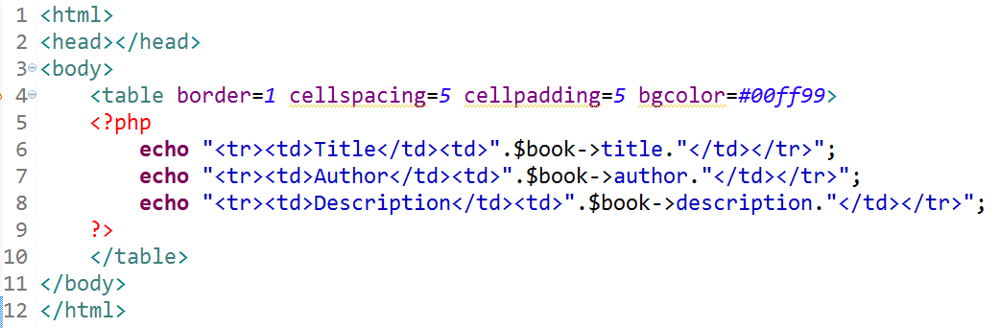 1 <html>
2 <head></head>
3 <body>
4 <table border=1 cellspacing=5 cellpadding=5 bgcolor=#00ff99>
5 <?php
6 echo "<tr><td>Title</td><td>".$book->title."</td></tr>";
7 echo "<tr><td>Author</td><td>".$book->author."</td></tr>";
8 echo "<tr><td>Description</td><td>".$book->description."</td></tr>";
9 ?>
10 </table>
11 </body>
12 </html>